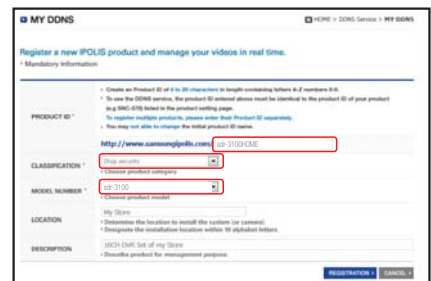 MY DDNS
HOME > DDNS Service > MY DDNS
Register a new IPOLIS product and manage your videos in real time.
* Mandatory Information
PRODUCT ID *
• Create an Product ID of 4 to 20 characters in length containing letters A-Z numbers 0-9.
• To use the DDNS service, the product ID entered above must be identical to the product ID of your product
(e.g SNC-570) listed in the product setting page.
To register multiple products, please enter their Product ID separately.
• You may not able to change the initial product ID name.
http://www.samsungipolis.com/ sdr-3100HOME
CLASSIFICATION *
Shop security
• Choose product category
MODEL NUMBER *
sdr-3100
• Choose product model
LOCATION
My Store
• Determine the location to install the system (or camera).
• Designate the installation location within 10 alphabet letters.
DESCRIPTION
16CH DVR Set of my Store
• Describe product for management purpose
REGISTRATION >
CANCEL >